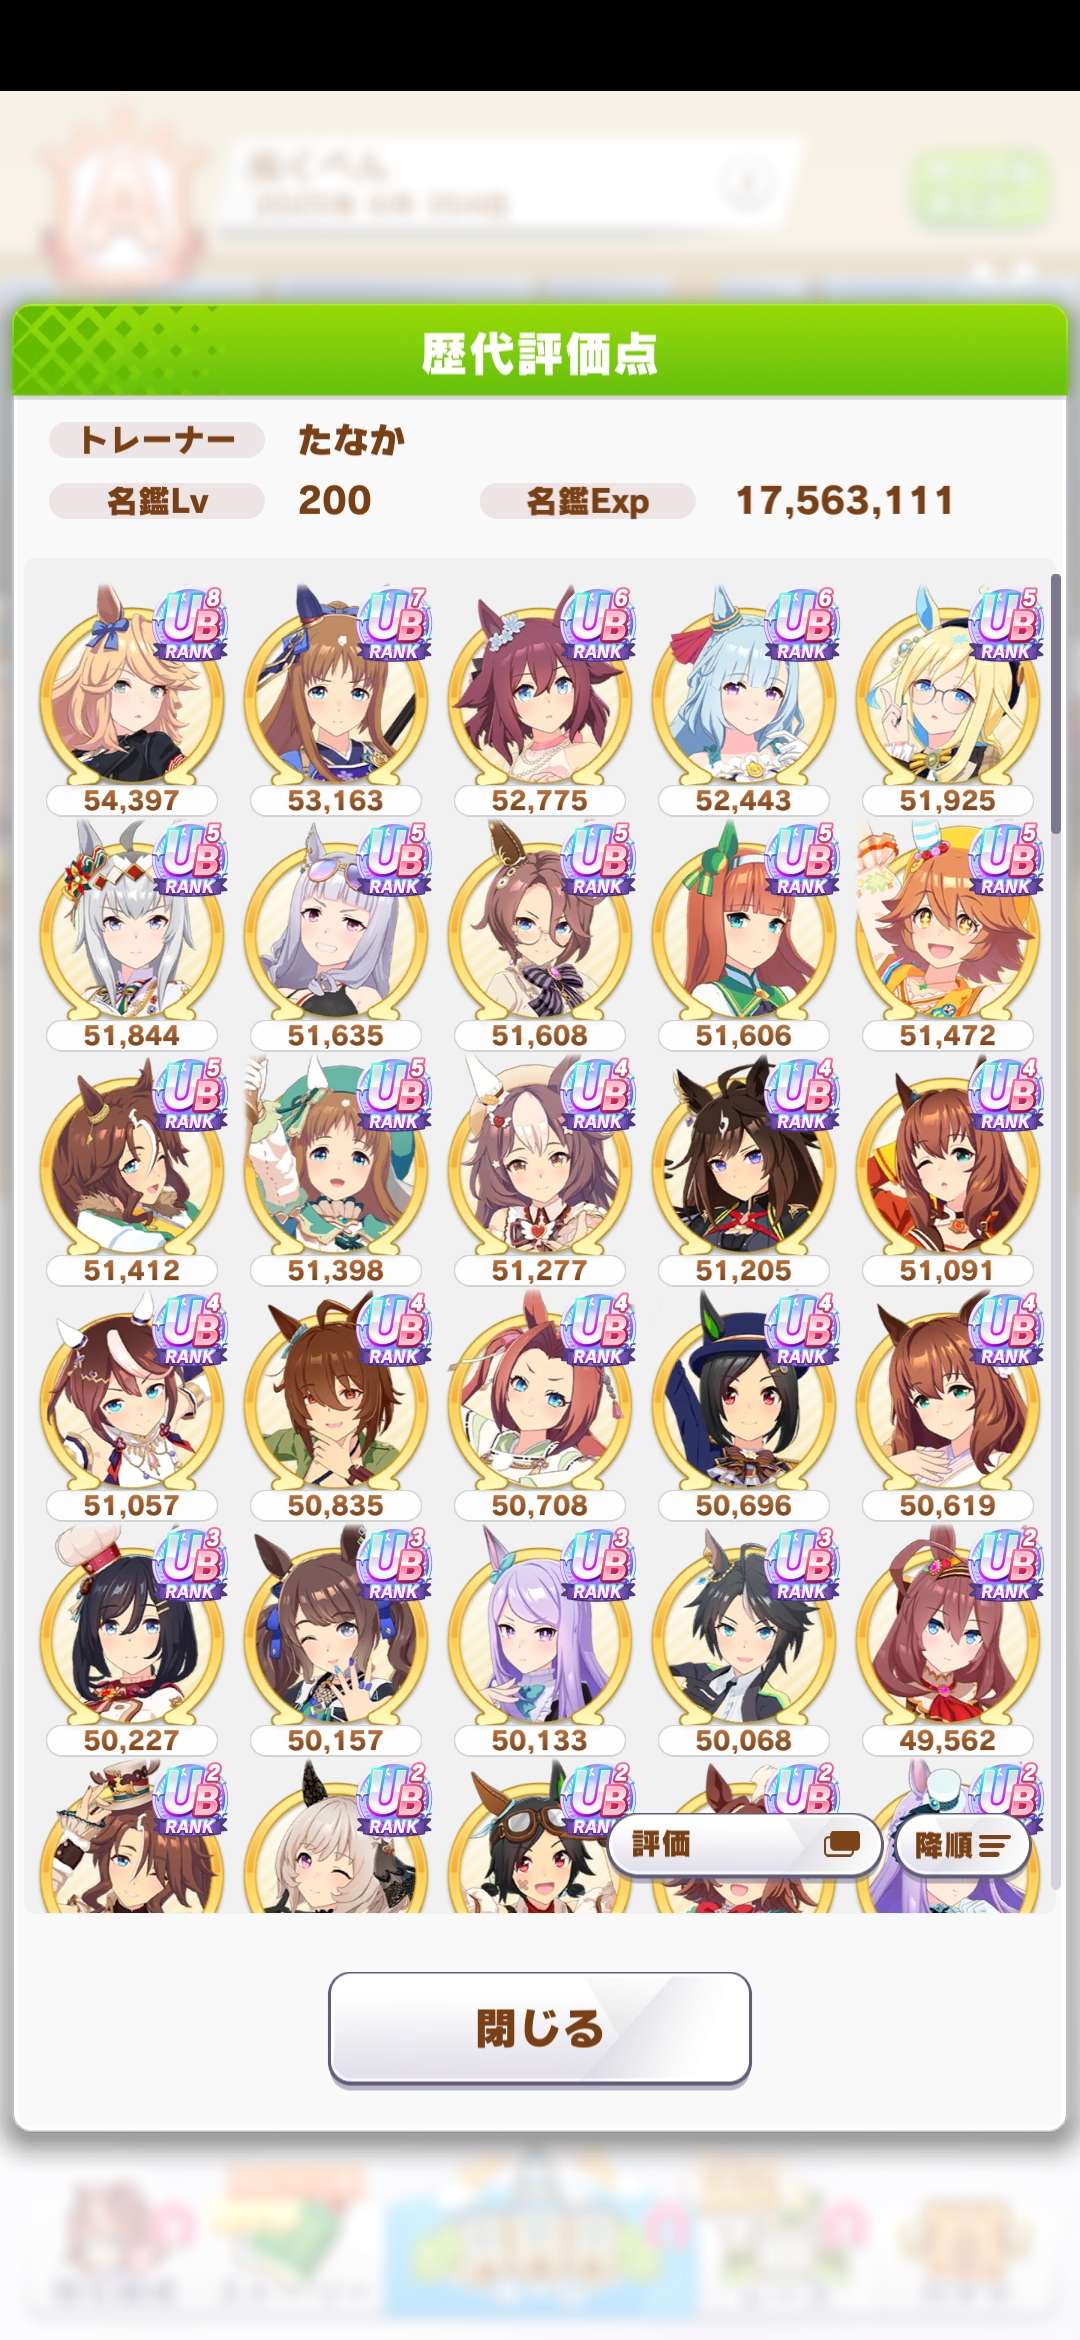 歴代評価点
トレーナー たなか
名鑑Lv 200 名鑑Exp 17,563,111
UB8 RANK UB7 RANK UB6 RANK UB6 RANK UB5 RANK
54,397 53,163 52,775 52,443 51,925
UB5 RANK UB5 RANK UB5 RANK UB5 RANK UB5 RANK
51,844 51,635 51,608 51,606 51,472
UB5 RANK UB5 RANK UB4 RANK UB4 RANK UB4 RANK
51,412 51,398 51,277 51,205 51,091
UB4 RANK UB4 RANK UB4 RANK UB4 RANK UB4 RANK
51,057 50,835 50,708 50,696 50,619
UB3 RANK UB3 RANK UB3 RANK UB3 RANK UB2 RANK
50,227 50,157 50,133 50,068 49,562
UB2 RANK UB2 RANK UB2 UB2 UB2
評価 降順
閉じる